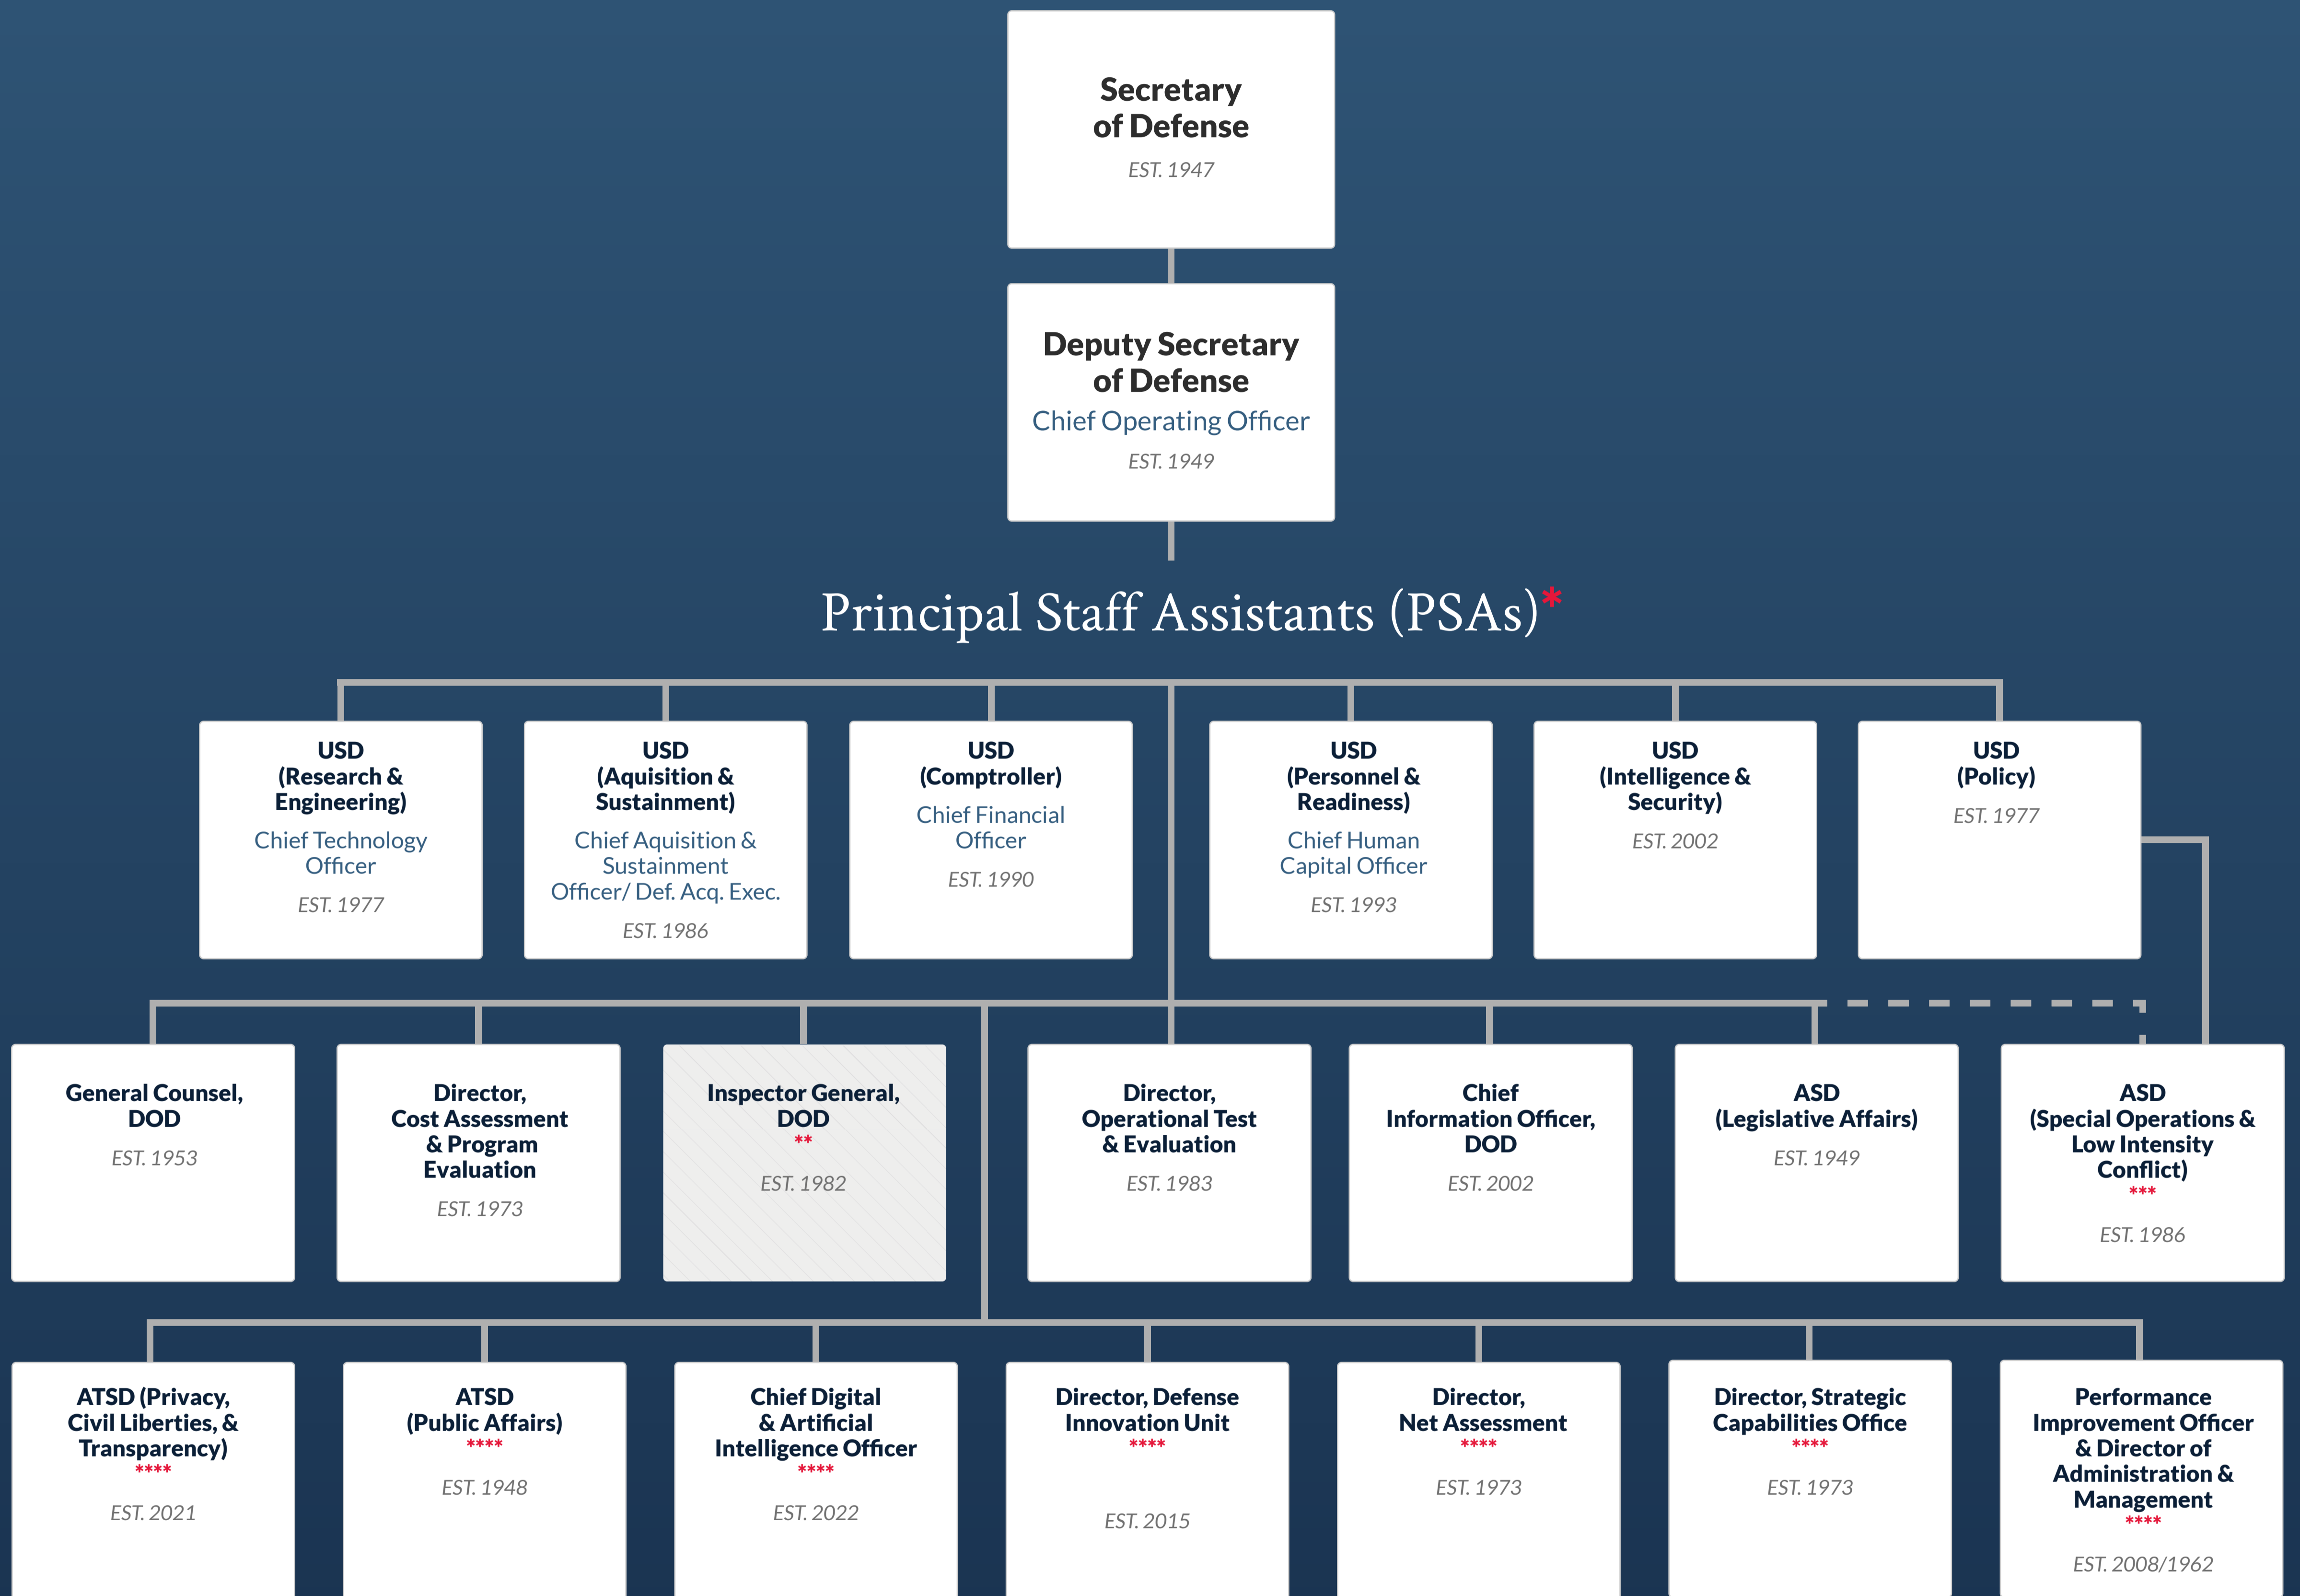 Secretary
of Defense
EST. 1947
Deputy Secretary
of Defense
Chief Operating Officer
EST. 1949
Principal Staff Assistants (PSAs)*
USD
(Research &
Engineering)
Chief Technology
Officer
EST. 1977
USD
(Aquisition &
Sustainment)
Chief Aquisition &
Sustainment
Officer/ Def. Acq. Exec.
EST. 1986
USD
(Comptroller)
Chief Financial
Officer
EST. 1990
USD
(Personnel &
Readiness)
Chief Human
Capital Officer
EST. 1993
USD
(Intelligence &
Security)
EST. 2002
USD
(Policy)
EST. 1977
General Counsel,
DOD
EST. 1953
Director,
Cost Assessment
& Program
Evaluation
EST. 1973
Inspector General,
DOD
**
EST. 1982
Director,
Operational Test
& Evaluation
EST. 1983
Chief
Information Officer,
DOD
EST. 2002
ASD
(Legislative Affairs)
EST. 1949
ASD
(Special Operations &
Low Intensity
Conflict)
***
EST. 1986
ATSD (Privacy,
Civil Liberties, &
Transparency)
****
EST. 2021
ATSD
(Public Affairs)
****
EST. 1948
Chief Digital
& Artificial
Intelligence Officer
****
EST. 2022
Director, Defense
Innovation Unit
****
EST. 2015
Director,
Net Assessment
****
EST. 1973
Director, Strategic
Capabilities Office
****
EST. 1973
Performance
Improvement Officer
& Director of
Administration &
Management
****
EST. 2008/1962